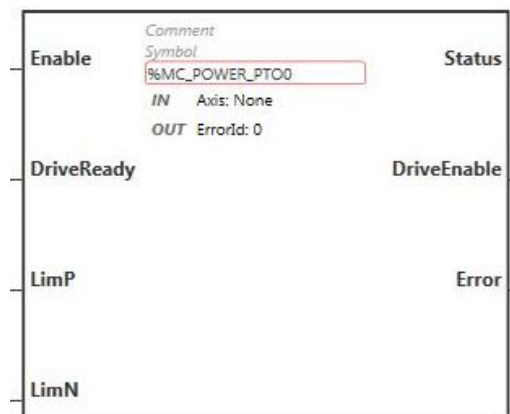 Comment
Enable Symbol Status
%MC_POWER_PTO0
IN Axis: None
OUT ErrorId: 0
DriveReady DriveEnable
LimP Error
LimN